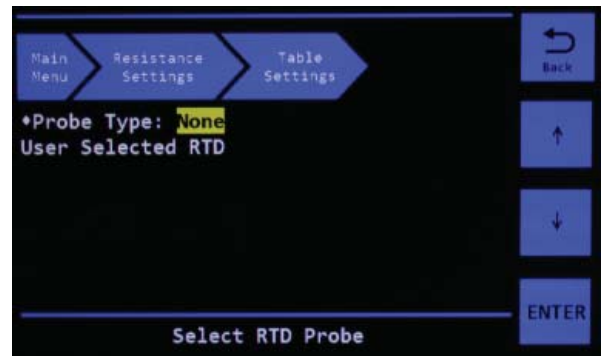 Main Menu
Resistance Settings
Table Settings
Back
♦Probe Type: None
User Selected RTD
ENTER
Select RTD Probe